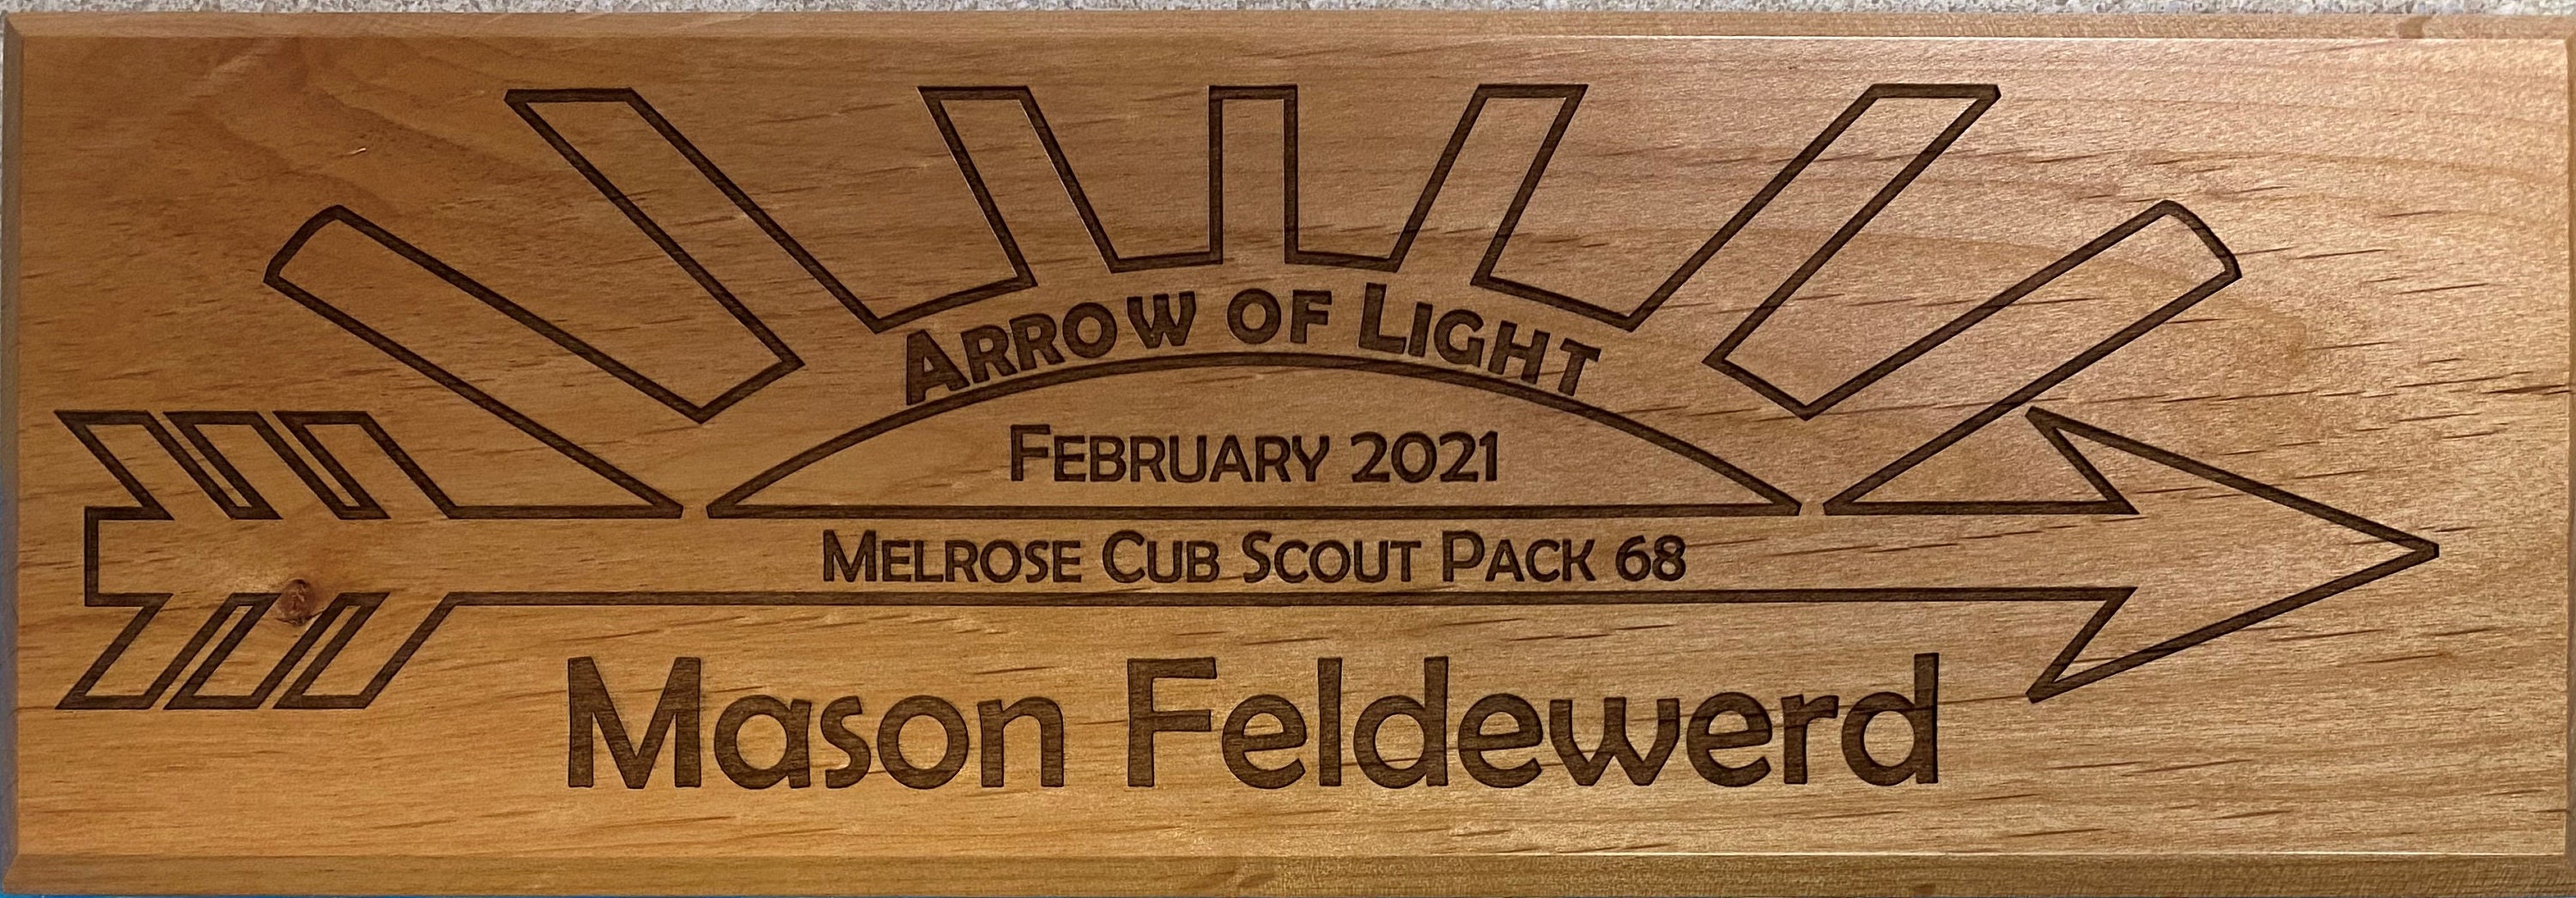 Arrow of Light
February 2021
Melrose Cub Scout Pack 68
Mason Feldewerd